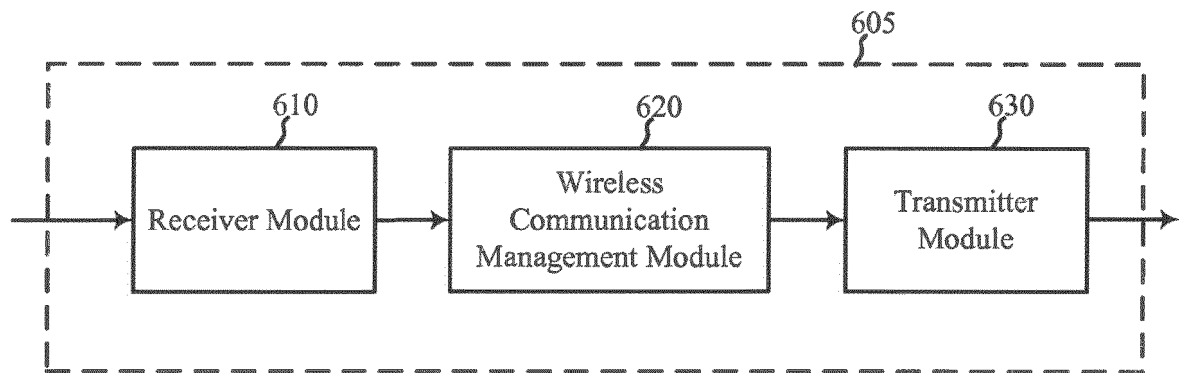 605
610
620
630
Receiver Module
Wireless
Communication
Management Module
Transmitter
Module